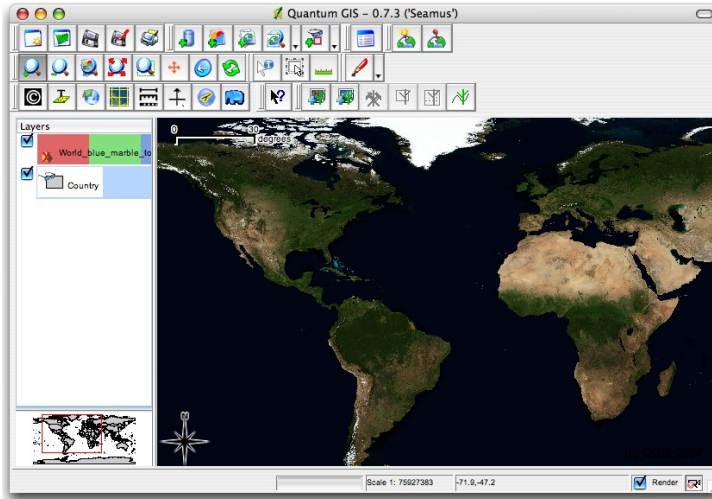 Quantum GIS - 0.7.3 ('Seamus')
Layers
World_blue_marble_to
Country
0 30
degrees
Scale 1: 75927383
-71.9,-47.2
Render